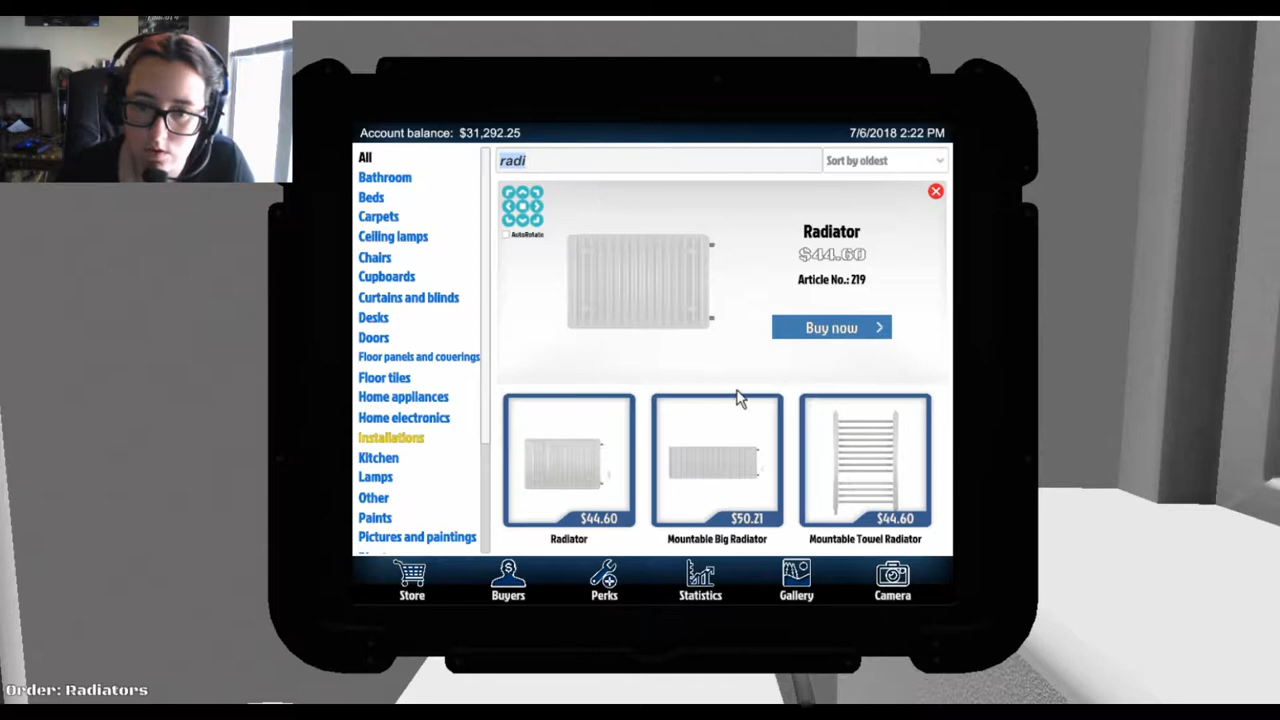 Account balance: $31,292.25
7/6/2018 2:22 PM
All
Bathroom
Beds
Carpets
Ceiling lamps
Chairs
Cupboards
Curtains and blinds
Desks
Doors
Floor panels and coverings
Floor tiles
Home appliances
Home electronics
Installations
Kitchen
Lamps
Other
Paints
Pictures and paintings
radi
Sort by oldest
AutoRotate
Radiator
$44.60
Article No.: 219
Buy now
$44.60
$50.21
$44.60
Radiator
Mountable Big Radiator
Mountable Towel Radiator
Store
Buyers
Perks
Statistics
Gallery
Camera
Order: Radiators